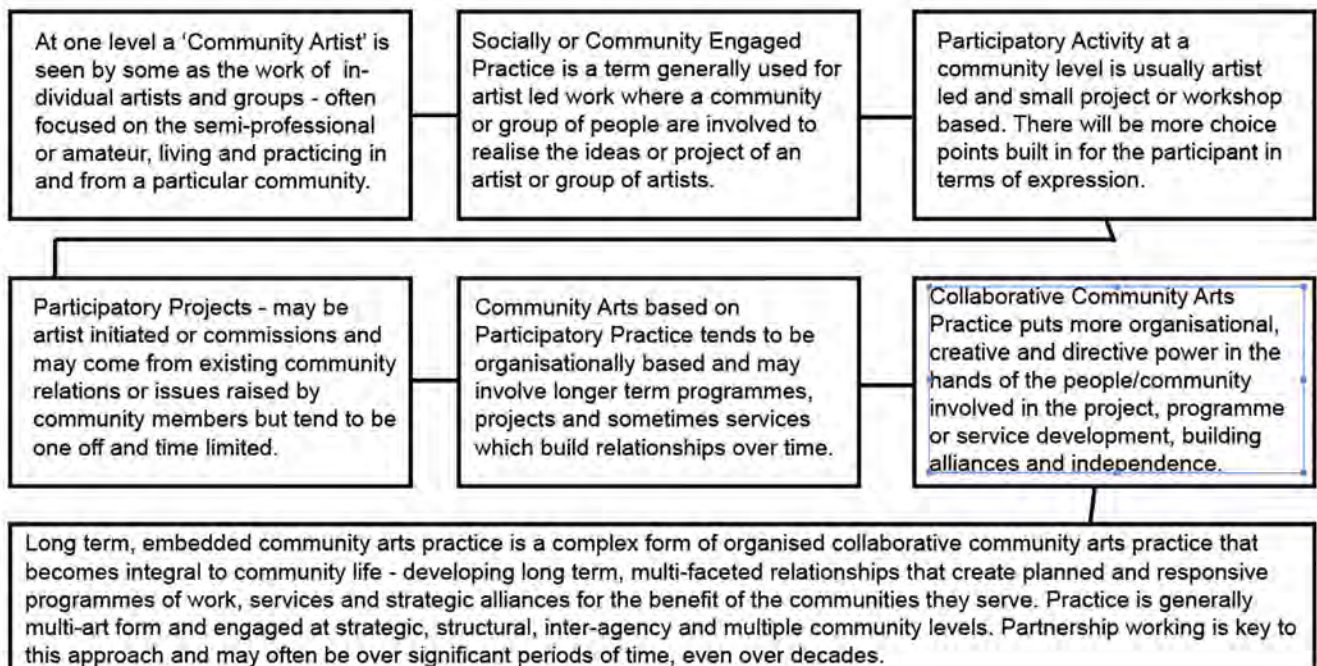 At one level a ‘Community Artist’ is
seen by some as the work of in-
dividual artists and groups - often
focused on the semi-professional
or amateur, living and practicing in
and from a particular community.
Socially or Community Engaged
Practice is a term generally used for
artist led work where a community
or group of people are involved to
realise the ideas or project of an
artist or group of artists.
Participatory Activity at a
community level is usually artist
led and small project or workshop
based. There will be more choice
points built in for the participant in
terms of expression.
Participatory Projects - may be
artist initiated or commissions and
may come from existing community
relations or issues raised by
community members but tend to be
one off and time limited.
Community Arts based on
Participatory Practice tends to be
organisationally based and may
involve longer term programmes,
projects and sometimes services
which build relationships over time.
Collaborative Community Arts
Practice puts more organisational,
creative and directive power in the
hands of the people/community
involved in the project, programme
or service development, building
alliances and independence.
Long term, embedded community arts practice is a complex form of organised collaborative community arts practice that
becomes integral to community life - developing long term, multi-faceted relationships that create planned and responsive
programmes of work, services and strategic alliances for the benefit of the communities they serve. Practice is generally
multi-art form and engaged at strategic, structural, inter-agency and multiple community levels. Partnership working is key to
this approach and may often be over significant periods of time, even over decades.